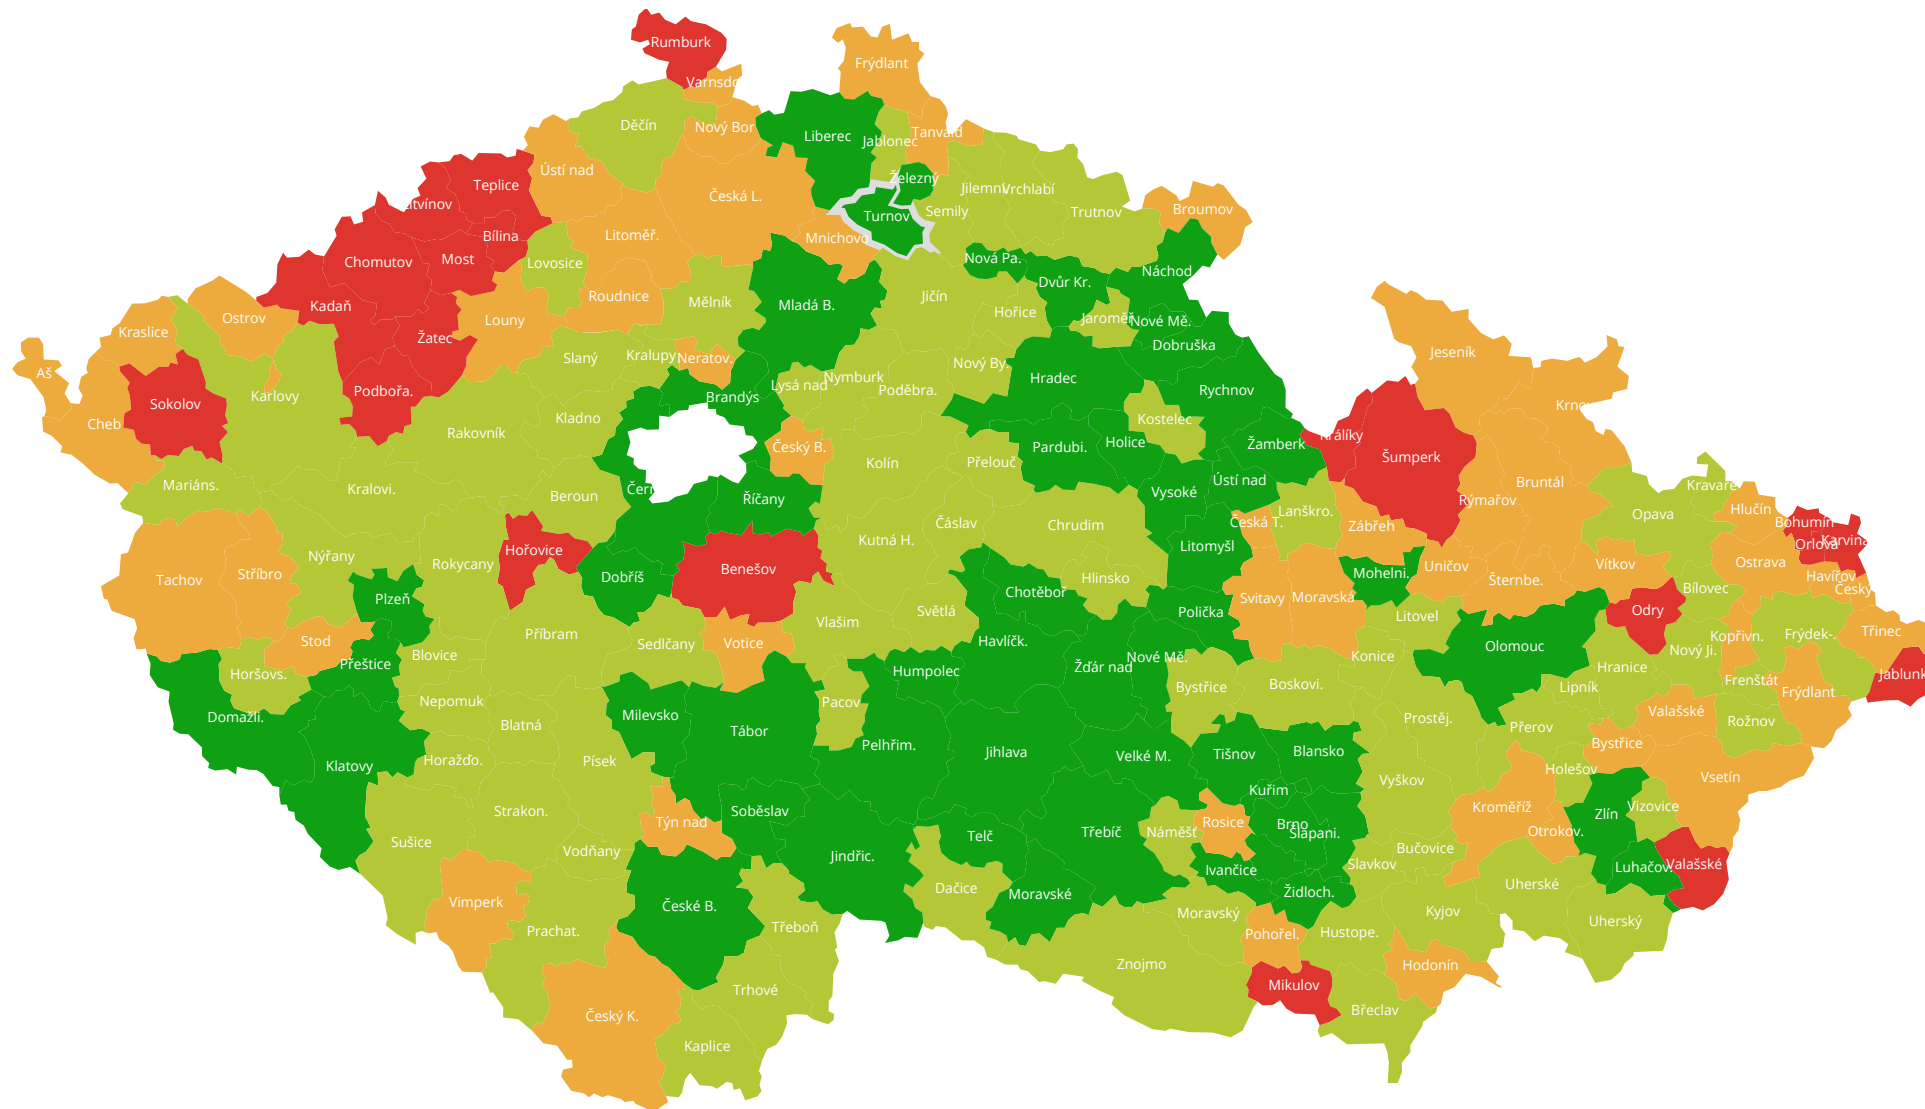 Rumburk
Frýdlant
Varnsdo
Děčín
Nový Bor
Liberec
Jablonec
Tanvald
Ústí nad
Teplice
Železný
Jilemni
Vrchlabí
Česká L.
Litvínov
Turnov
Semily
Trutnov
Broumov
Bílina
Litoměř.
Mnichovo
Most
Chomutov
Lovosice
Nová Pa.
Náchod
Dvůr Kr.
Kadaň
Roudnice
Mělník
Mladá B.
Jičín
Hořice
Jaroměř
Nové Mě.
Ostrov
Louny
Kraslice
Žatec
Dobruška
Jeseník
Slaný
Kralupy
Neratov.
Nový By.
Aš
Nymburk
Hradec
Lysá nad
Poděbra.
Rychnov
Podbořa.
Karlovy
Brandýs
Sokolov
Krnov
Cheb
Kladno
Kostelec
Rakovník
Králíky
Žamberk
Holice
Český B.
Pardubi.
Šumperk
Kolín
Přelouč
Ústí nad
Bruntál
Mariáns.
Kralovi.
Kravaře
Vysoké
Beroun
Říčany
Rýmařov
Hlučín
Lanškro.
Opava
Česká T.
Bohumín
Čáslav
Chrudim
Zábřeh
Kutná H.
Karviná
Orlová
Litomyšl
Hořovice
Nýřany
Ostrava
Rokycany
Vítkov
Uničov
Benešov
Mohelni.
Stříbro
Havířov
Dobříš
Hlinsko
Tachov
Šternbe.
Bílovec
Český
Chotěboř
Plzeň
Svitavy
Moravská
Světlá
Odry
Polička
Litovel
Vlašim
Třinec
Příbram
Frýdek-.
Kopřivn.
Stod
Havlíčk.
Votice
Sedlčany
Olomouc
Nový Ji.
Blovice
Konice
Nové Mě.
Přeštice
Žďár nad
Hranice
Humpolec
Horšovs.
Jablunk
Frenštát
Boskovi.
Bystřice
Lipník
Frýdlant
Nepomuk
Pacov
Valašské
Milevsko
Domažli.
Prostěj.
Rožnov
Blatná
Přerov
Tábor
Pelhřim.
Bystřice
Jihlava
Blansko
Tišnov
Velké M.
Horažďo.
Písek
Klatovy
Holešov
Vsetín
Vyškov
Kuřim
Vizovice
Kroměříž
Strakon.
Soběslav
Zlín
Týn nad
Rosice
Brno
Otrokov.
Náměšť
Třebíč
Šlapani.
Telč
Sušice
Bučovice
Vodňany
Jindřic.
Slavkov
Valašské
Luhačov.
Ivančice
Uherské
Dačice
Židloch.
Moravské
Vimperk
České B.
Kyjov
Moravský
Uherský
Třeboň
Prachat.
Hustope.
Pohořel.
Znojmo
Hodonín
Mikulov
Trhové
Břeclav
Český K.
Kaplice